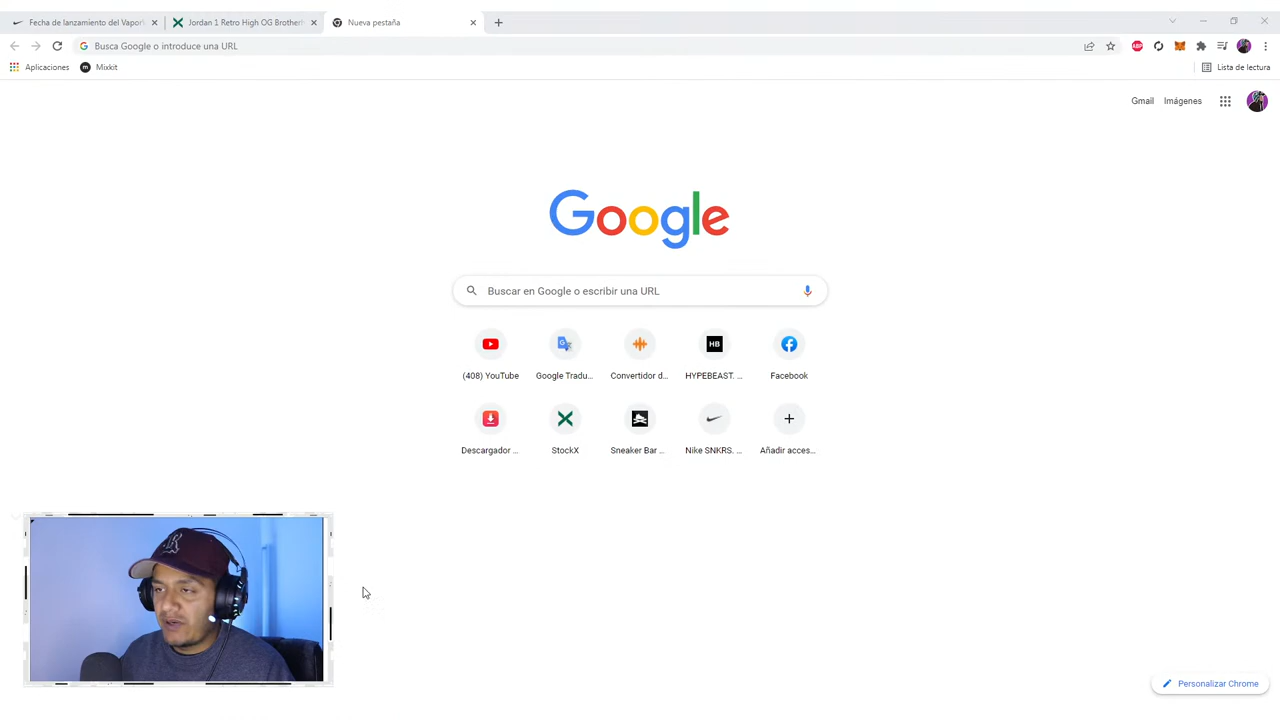 Fecha de lanzamiento del Vapor
Jordan 1 Retro High OG Brother
Nueva pestaña
Busca Google o introduce una URL
ABP
Aplicaciones
Mixkit
Lista de lectura
Gmail
Imágenes
Google
Buscar en Google o escribir una URL
HB
(408) YouTube
Google Tradu...
Convertidor d...
HYPEBEAST. ...
Facebook
Descargador ...
StockX
Sneaker Bar ...
Nike SNKRS. ...
Añadir acces...
Personalizar Chrome